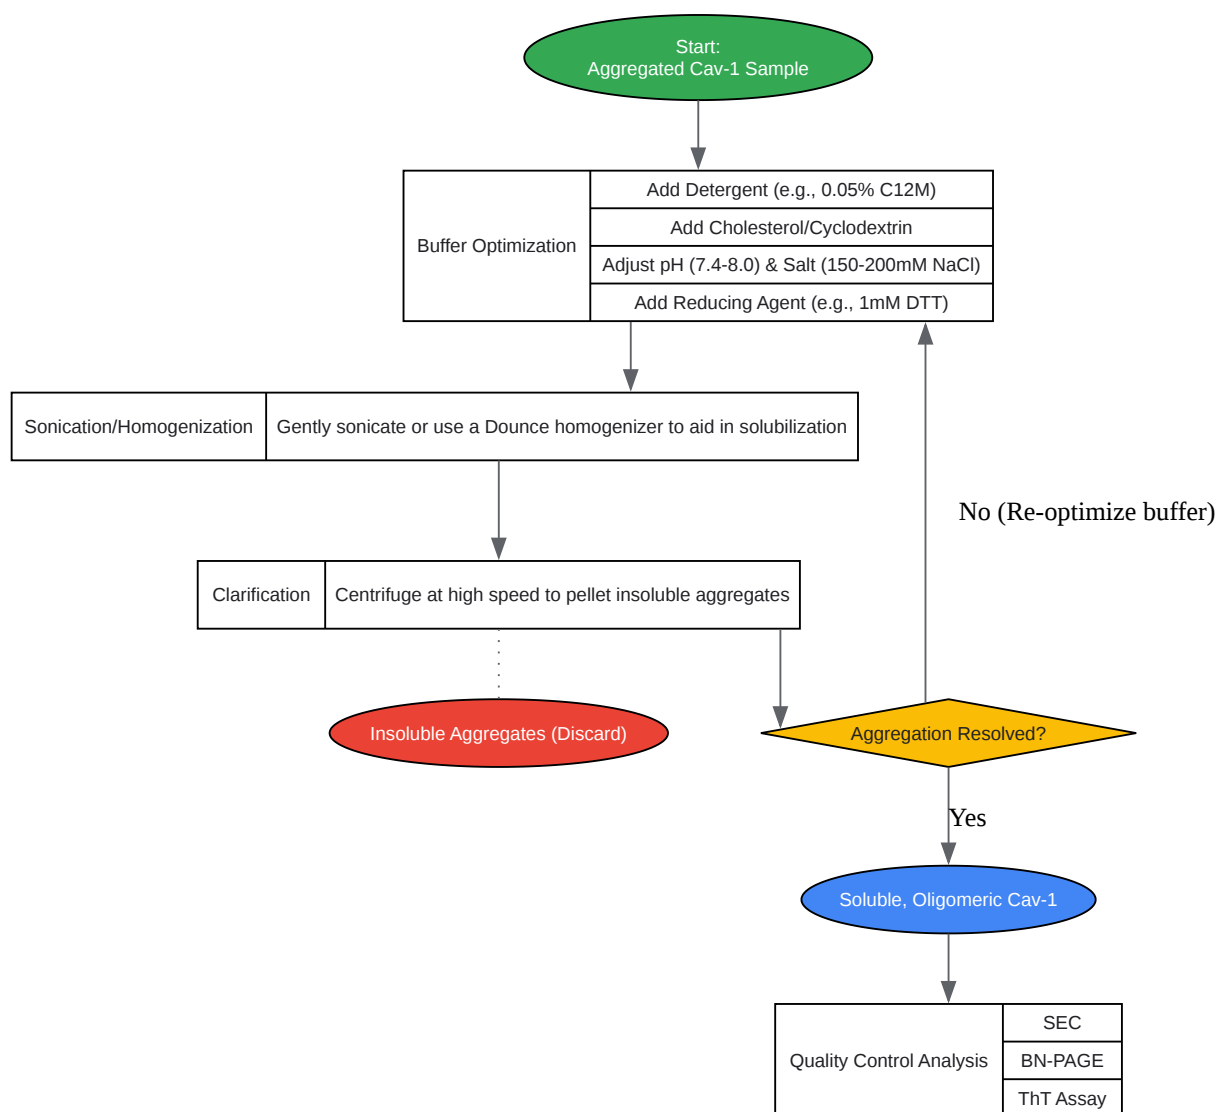 Start:
Aggregated Cav-1 Sample
Buffer Optimization
Add Detergent (e.g., 0.05% C12M)
Add Cholesterol/Cyclodextrin
Adjust pH (7.4-8.0) & Salt (150-200mM NaCl)
Add Reducing Agent (e.g., 1mM DTT)
Sonication/Homogenization
Gently sonicate or use a Dounce homogenizer to aid in solubilization
No (Re-optimize buffer)
Clarification
Centrifuge at high speed to pellet insoluble aggregates
Insoluble Aggregates (Discard)
Aggregation Resolved?
Yes
Soluble, Oligomeric Cav-1
Quality Control Analysis
SEC
BN-PAGE
ThT Assay